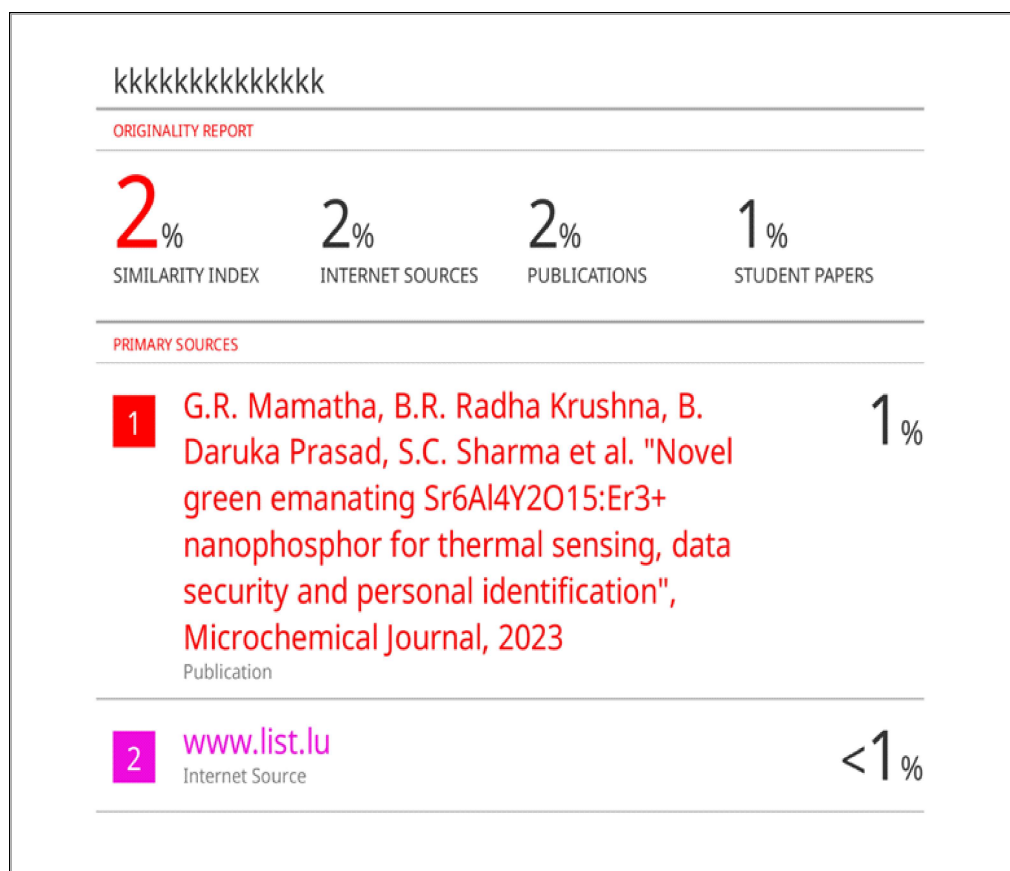 kkkkkkkkkkkkkk
ORIGINALITY REPORT
2% 2% 2% 1%
SIMILARITY INDEX INTERNET SOURCES PUBLICATIONS STUDENT PAPERS
PRIMARY SOURCES
1 G.R. Mamatha, B.R. Radha Krushna, B. 1%
Daruka Prasad, S.C. Sharma et al. "Novel
green emanating Sr6Al4Y2O15:Er3+
nanophosphor for thermal sensing, data
security and personal identification",
Microchemical Journal, 2023
Publication
2 www.list.lu <1%
Internet Source